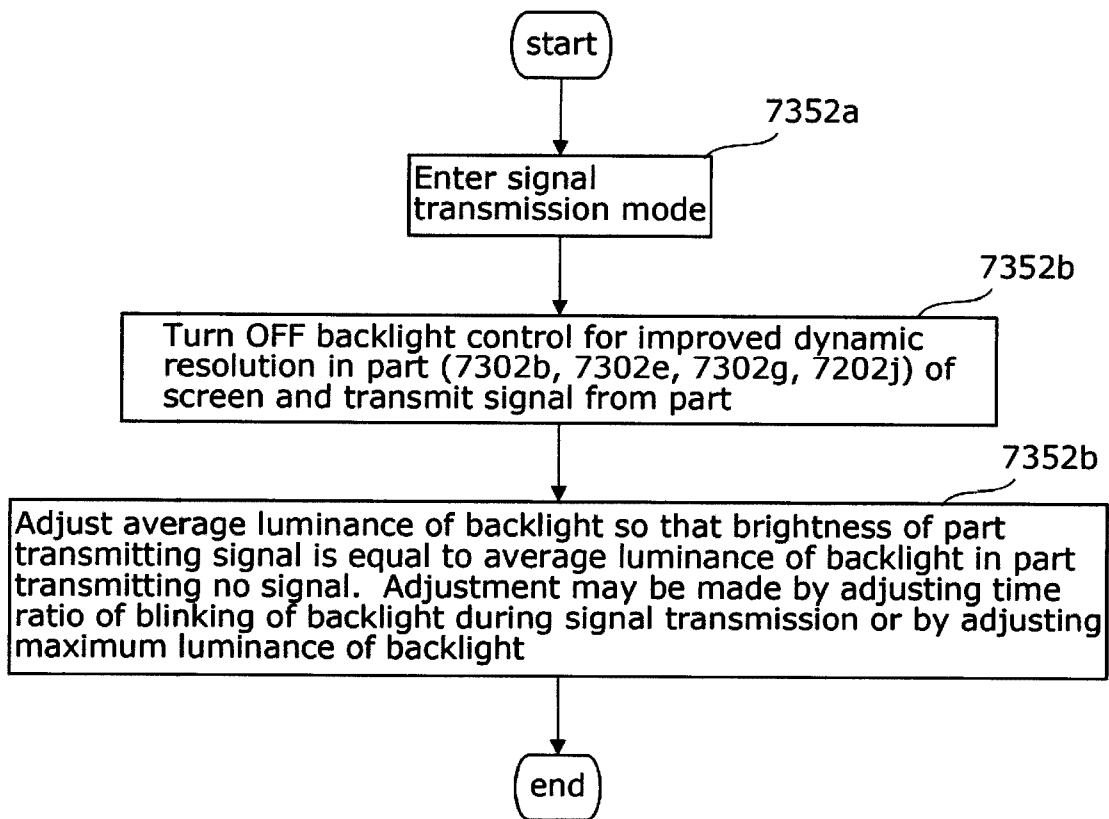 start
7352a
Enter signal
transmission mode
7352b
Turn OFF backlight control for improved dynamic
resolution in part (7302b, 7302e, 7302g, 7202j) of
screen and transmit signal from part
7352b
Adjust average luminance of backlight so that brightness of part
transmitting signal is equal to average luminance of backlight in part
transmitting no signal.  Adjustment may be made by adjusting time
ratio of blinking of backlight during signal transmission or by adjusting
maximum luminance of backlight
end